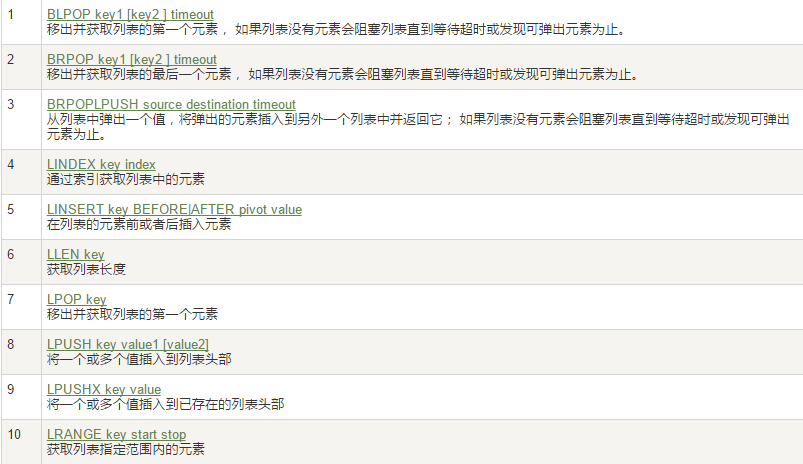 1
BLPOP key1 [key2 ] timeout
移出并获取列表的第一个元素， 如果列表没有元素会阻塞列表直到等待超时或发现可弹出元素为止。
2
BRPOP key1 [key2 ] timeout
移出并获取列表的最后一个元素， 如果列表没有元素会阻塞列表直到等待超时或发现可弹出元素为止。
3
BRPOPLPUSH source destination timeout
从列表中弹出一个值，将弹出的元素插入到另外一个列表中并返回它； 如果列表没有元素会阻塞列表直到等待超时或发现可弹出
元素为止。
4
LINDEX key index
通过索引获取列表中的元素
5
LINSERT key BEFORE|AFTER pivot value
在列表的元素前或者后插入元素
6
LLEN key
获取列表长度
7
LPOP key
移出并获取列表的第一个元素
8
LPUSH key value1 [value2]
将一个或多个值插入到列表头部
9
LPUSHX key value
将一个或多个值插入到已存在的列表头部
10
LRANGE key start stop
获取列表指定范围内的元素